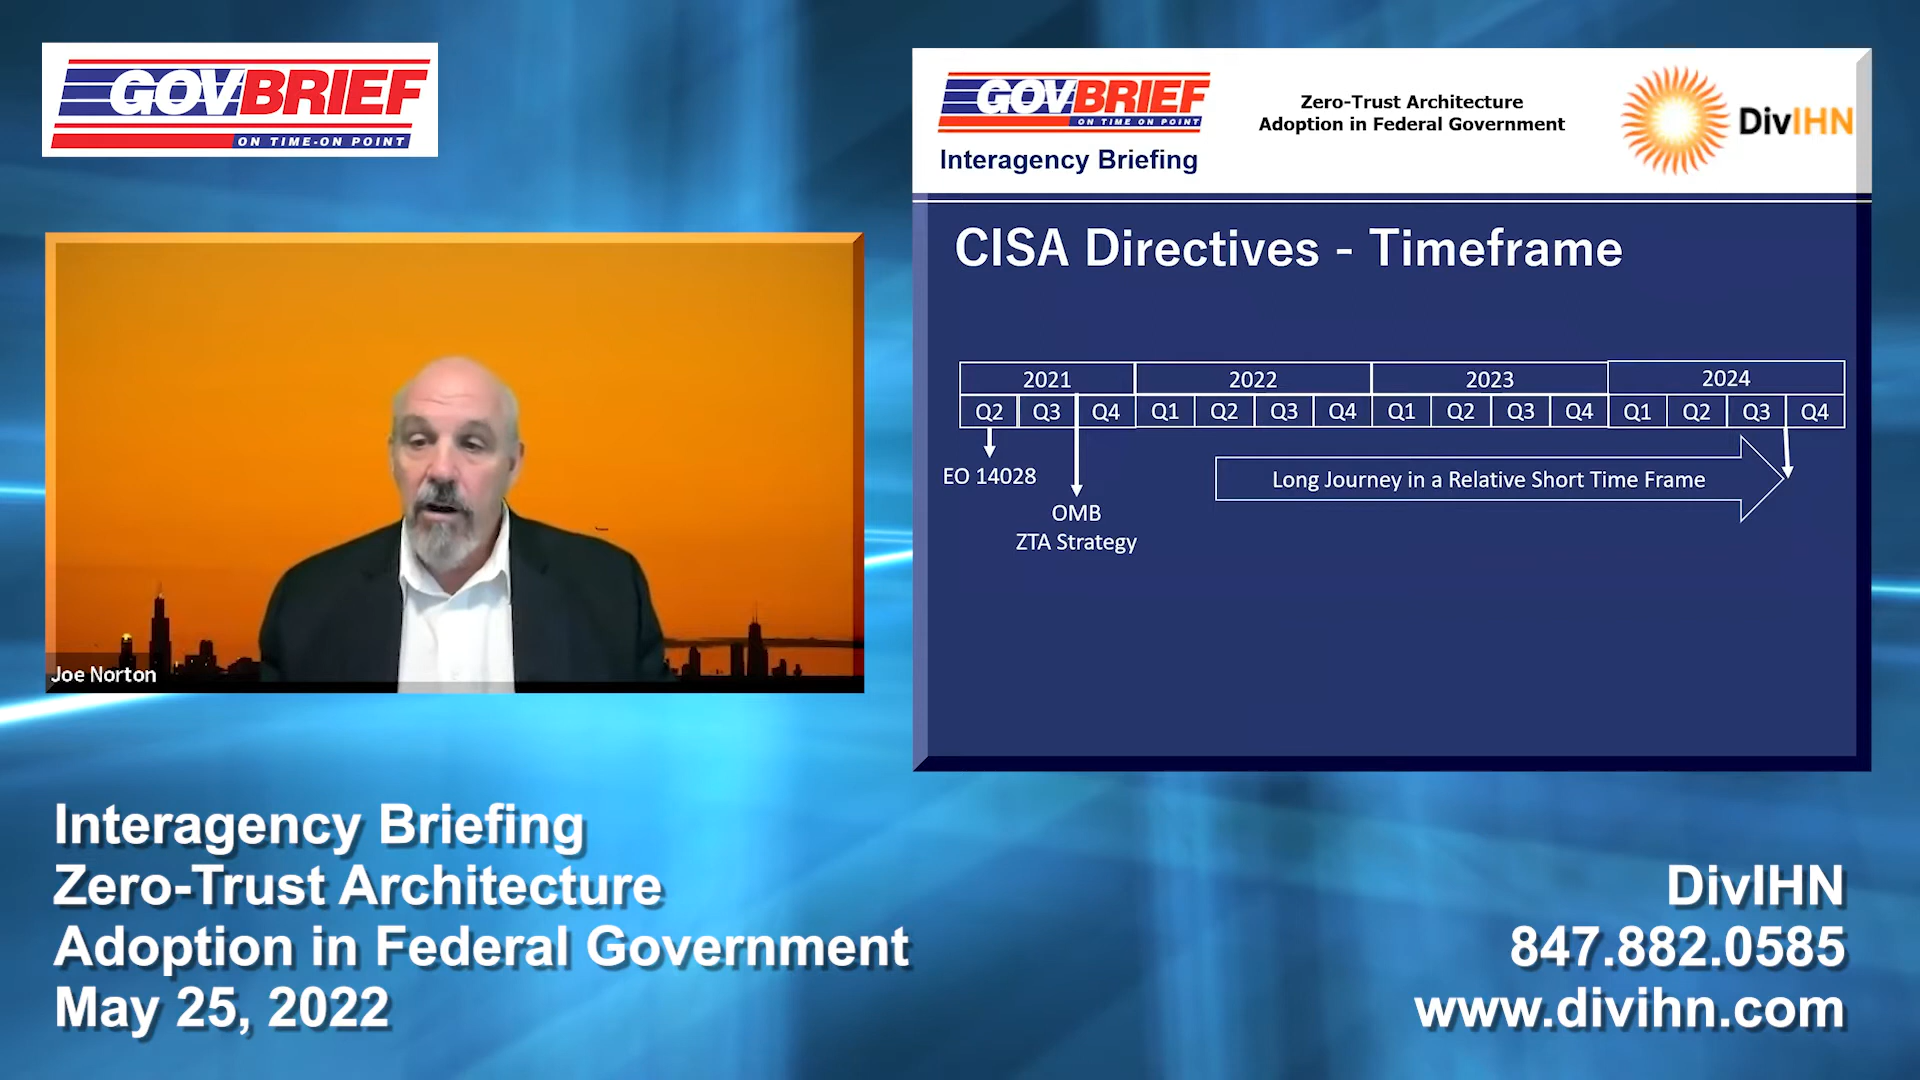 GOVBRIEF
ON TIME-ON POINT
GOVBRIEF
ON TIME ON POINT
Interagency Briefing
Zero-Trust Architecture
Adoption in Federal Government
DivIHN
CISA Directives - Timeframe
2021 2022 2023 2024
Q2 Q3 Q4 Q1 Q2 Q3 Q4 Q1 Q2 Q3 Q4 Q1 Q2 Q3 Q4
EO 14028
Long Journey in a Relative Short Time Frame
OMB
ZTA Strategy
Joe Norton
Interagency Briefing
Zero-Trust Architecture
Adoption in Federal Government
May 25, 2022
DivIHN
847.882.0585
www.divihn.com